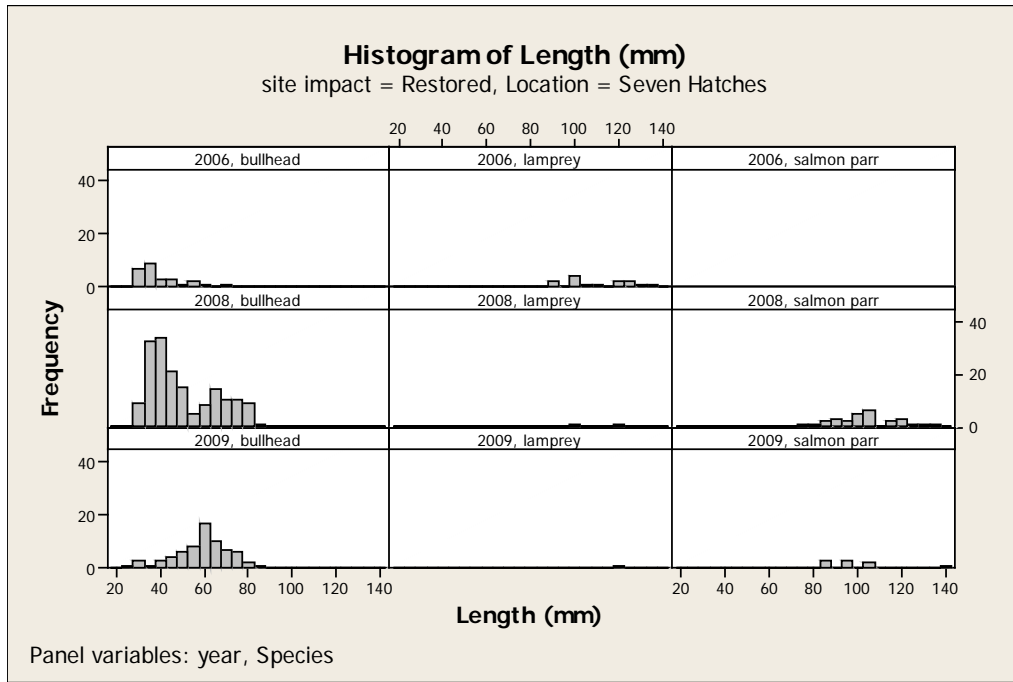 Histogram of Length (mm)
site impact = Restored, Location = Seven Hatches
20 40 60 80 100 120 140
2006, bullhead 2006, lamprey 2006, salmon parr
40
20
0
2008, bullhead 2008, lamprey 2008, salmon parr
40
20
0
Frequency
2009, bullhead 2009, lamprey 2009, salmon parr
40
20
0
20 40 60 80 100 120 140 20 40 60 80 100 120 140
Length (mm)
Panel variables: year, Species